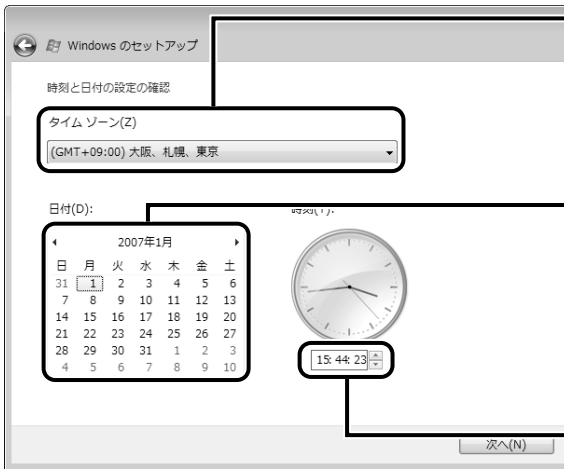 Windows のセットアップ
時刻と日付の設定の確認
タイム ゾーン(Z)
(GMT+09:00) 大阪、札幌、東京
日付(D):
時刻(T):
2007年1月
日 月 火 水 木 金 土
31 1 2 3 4 5 6
7 8 9 10 11 12 13
14 15 16 17 18 19 20
21 22 23 24 25 26 27
28 29 30 31 1 2 3
4 5 6 7 8 9 10
15: 44: 23
次へ(N)